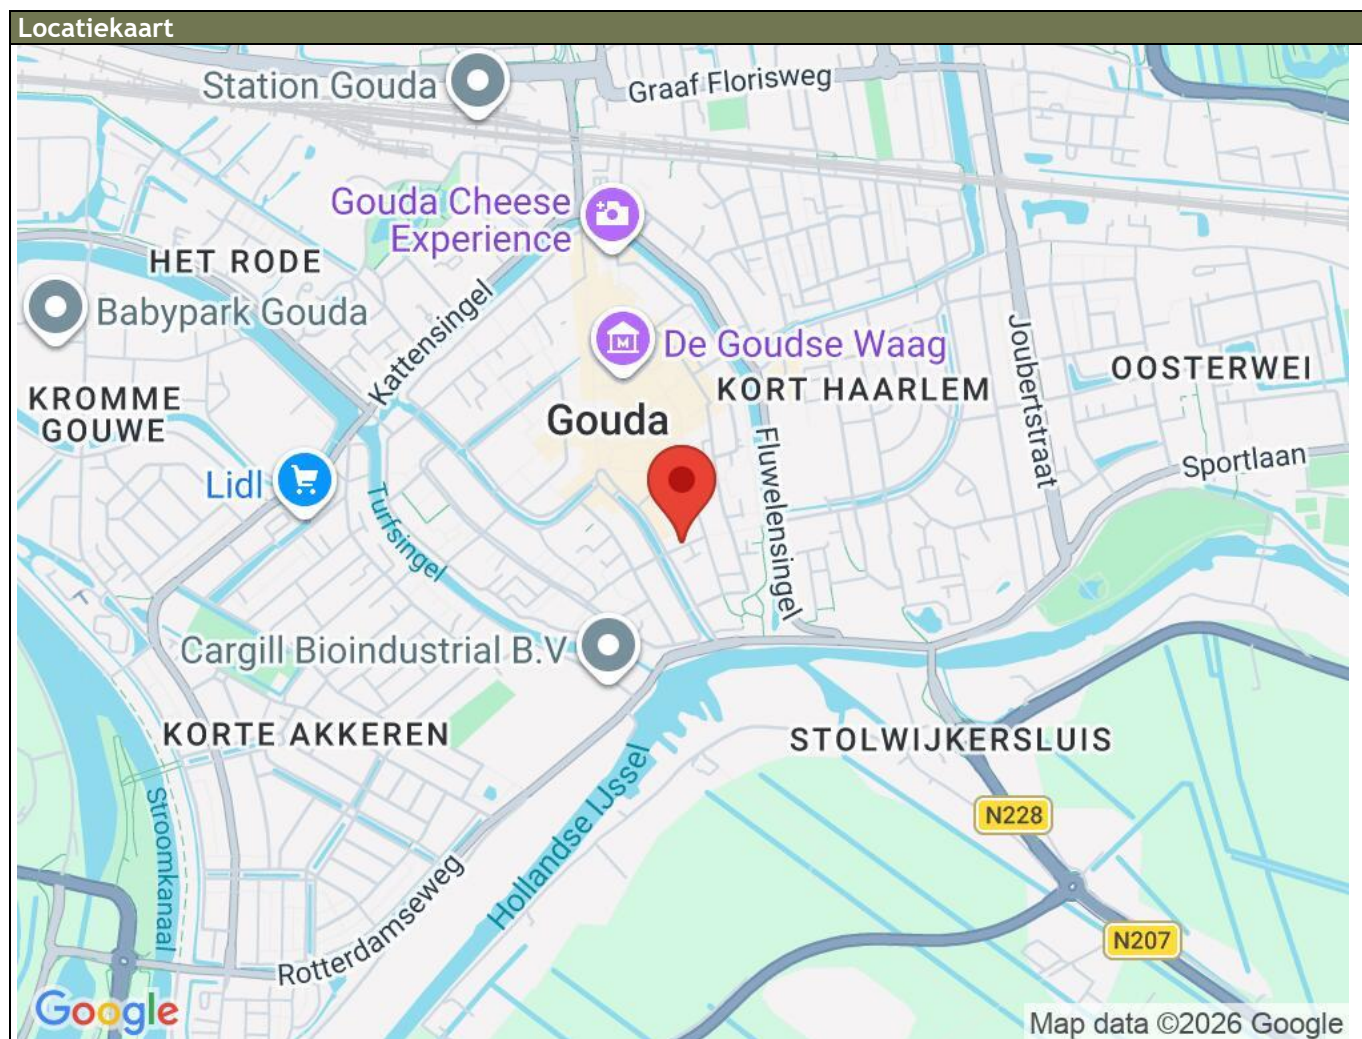 Locatiekaart
Station Gouda
Graaf Florisweg
Gouda Cheese
Experience
HET RODE
Babypark Gouda
Kattensingel
De Goudse Waag
Joubertstraat
OOSTERWEI
KORT HAARLEM
KROMME
GOUWE
Gouda
Lidl
Fluwelensingel
Sportlaan
Turfsingel
Cargill Bioindustrial B.V
KORTE AKKEREN
STOLWIJKERSLUIS
Hollandse IJssel
Stroomkanaal
N228
Rotterdamseweg
N207
Google
Map data ©2026 Google